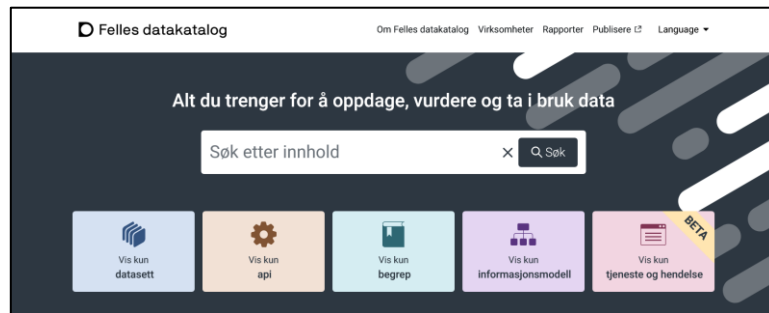 Felles datakatalog
Om Felles datakatalog Virksomheter Rapporter Publisere Language
Alt du trenger for å oppdage, vurdere og ta i bruk data
Søk etter innhold
Søk
Vis kun
datasett
Vis kun
api
Vis kun
begrep
Vis kun
informasjonsmodell
Vis kun
tjeneste og hendelse
BETA